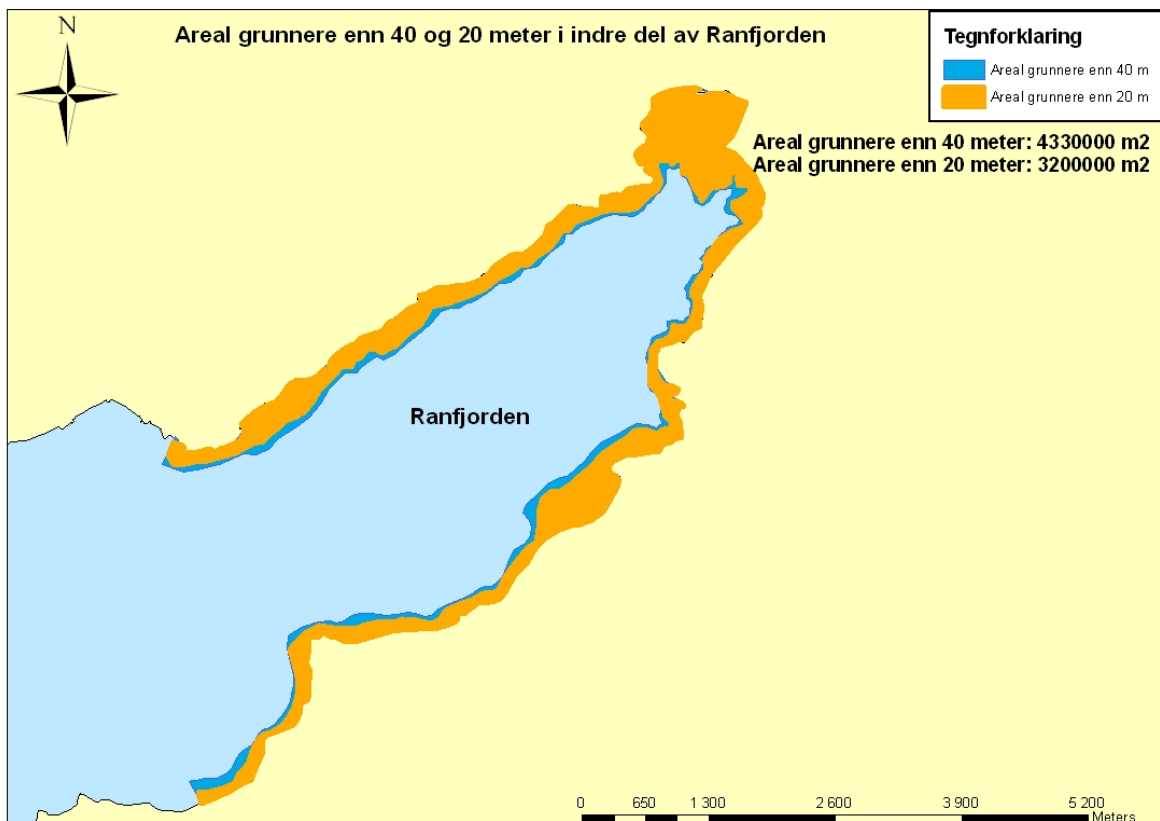 Areal grunnere enn 40 og 20 meter i indre del av Ranfjorden
N
Tegnforklaring
Areal grunnere enn 40 m
Areal grunnere enn 20 m
Areal grunnere enn 40 meter: 4330000 m2
Areal grunnere enn 20 meter: 3200000 m2
Ranfjorden
0 650 1 300 2 600 3 900 5 200
Meters